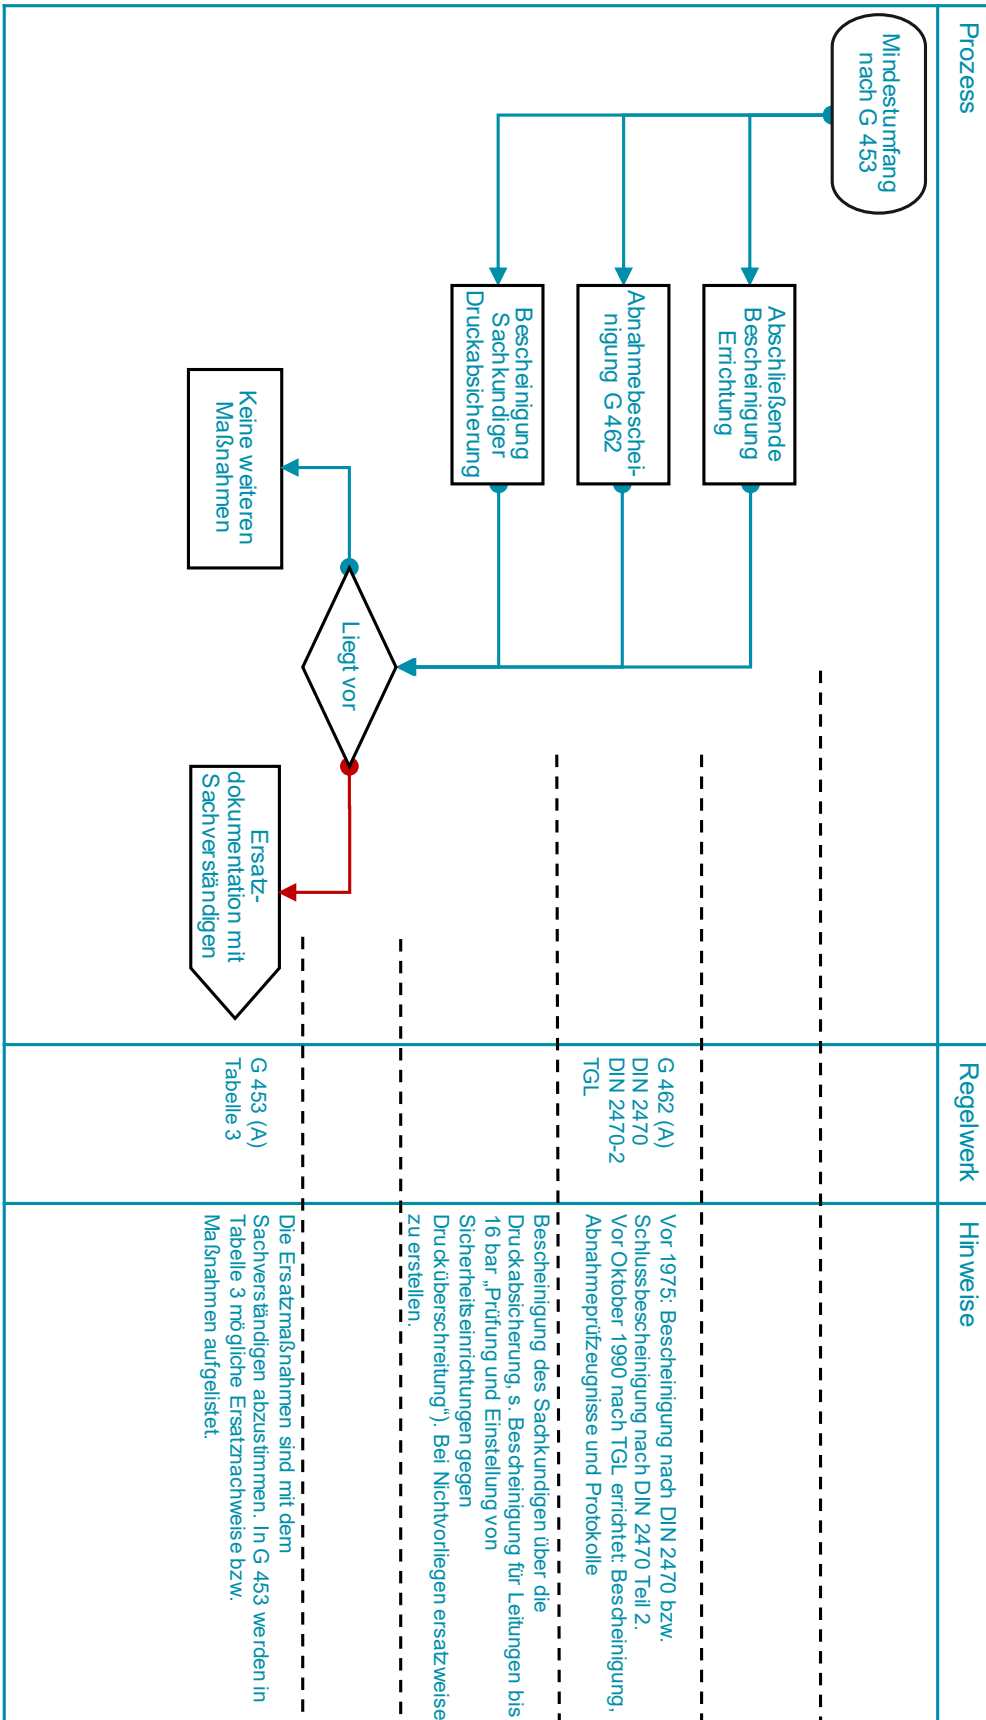 Prozess
Regelwerk
Hinweise
Mindestumfang
nach G 453
Abschließende
Bescheinigung
Errichtung
Abnahmebeschei-
nigung G 462
G 462 (A)
DIN 2470
DIN 2470-2
TGL
Vor 1975: Bescheinigung nach DIN 2470 bzw.
Schlussbescheinigung nach DIN 2470 Teil 2.
Vor Oktober 1990 nach TGL errichtet: Bescheinigung,
Abnahmeprüfzeugnisse und Protokolle
Bescheinigung
Sachkundiger
Druckabsicherung
Bescheinigung des Sachkundigen über die
Druckabsicherung, s. Bescheinigung für Leitungen bis
16 bar „Prüfung und Einstellung von
Sicherheitseinrichtungen gegen
Drucküberschreitung“). Bei Nichtvorliegen ersatzweise
zu erstellen.
Liegt vor
Keine weiteren
Maßnahmen
Ersatz-
dokumentation mit
Sachverständigen
G 453 (A)
Tabelle 3
Die Ersatzmaßnahmen sind mit dem
Sachverständigen abzustimmen. In G 453 werden in
Tabelle 3 mögliche Ersatznachweise bzw.
Maßnahmen aufgelistet.